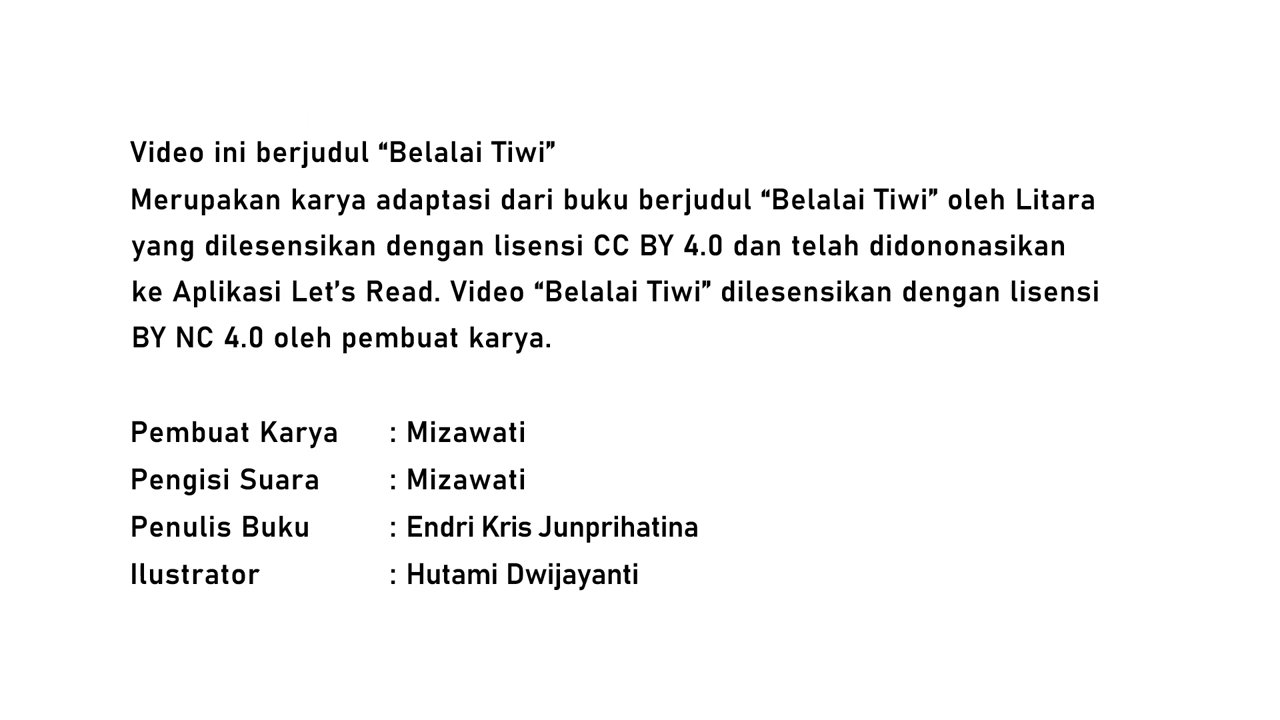 Video ini berjudul “Belalai Tiwi”
Merupakan karya adaptasi dari buku berjudul “Belalai Tiwi” oleh Litara
yang dilesensikan dengan lisensi CC BY 4.0 dan telah didononasikan
ke Aplikasi Let’s Read. Video “Belalai Tiwi” dilesensikan dengan lisensi
BY NC 4.0 oleh pembuat karya.
Pembuat Karya : Mizawati
Pengisi Suara : Mizawati
Penulis Buku : Endri Kris Junprihatina
Ilustrator : Hutami Dwijayanti